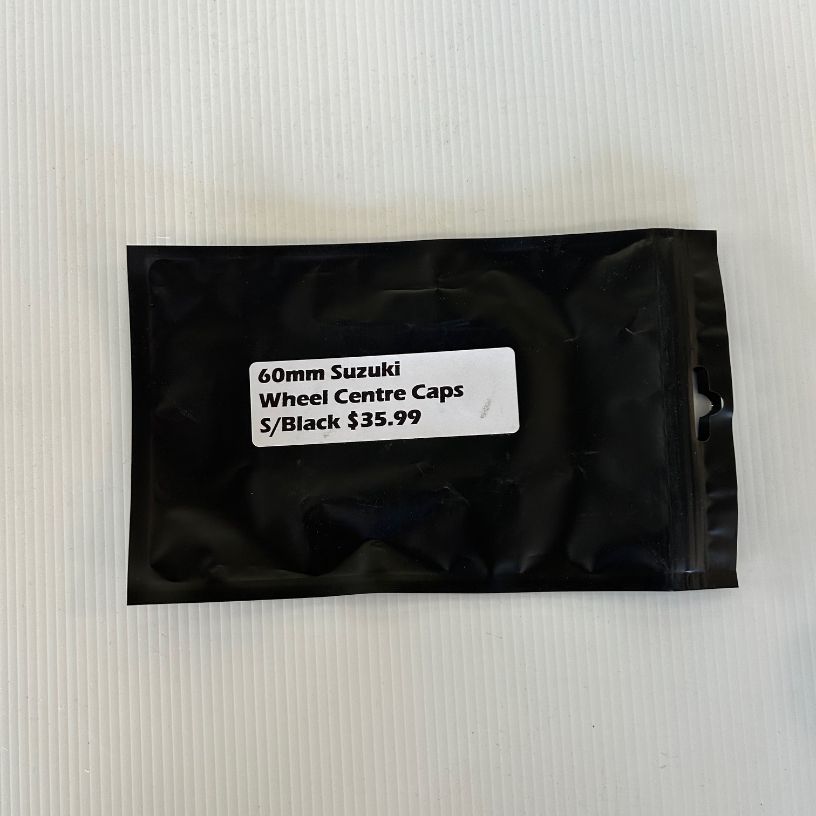 60mm Suzuki
Wheel Centre Caps
S/Black $35.99